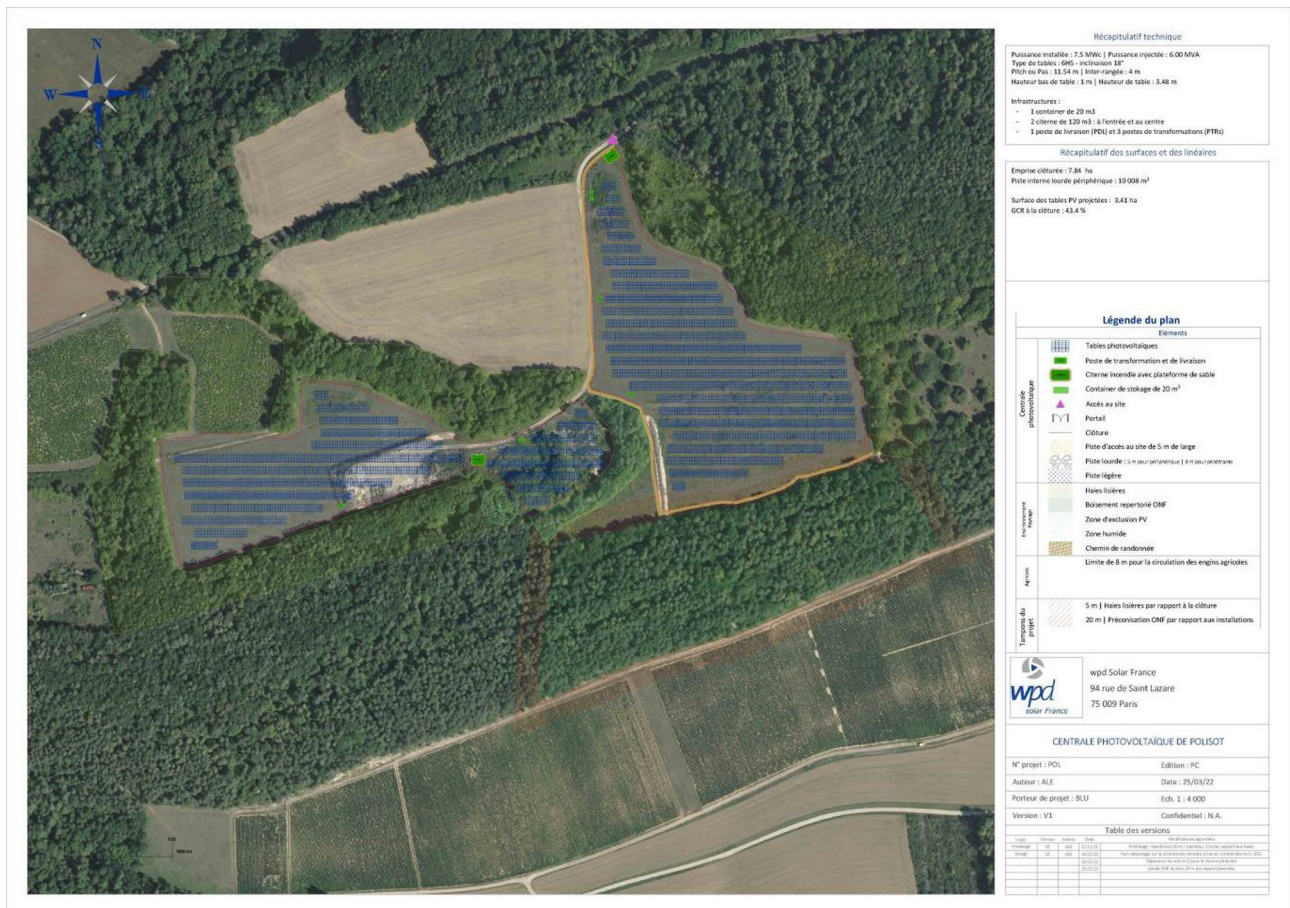 N
W
E
S
100
Mètres
Récapitulatif technique
Puissance installée : 7.5 MWc | Puissance injectée : 6.00 MVA
Type de tables : 6H5 - inclinaison 18°
Pitch ou Pas : 11.54 m | Inter-rangée : 4 m
Hauteur bas de table : 1 m | Hauteur de table : 3.48 m
Infrastructures :
- 1 container de 20 m3
- 2 citerne de 120 m3 : à l'entrée et au centre
- 1 poste de livraison (PDL) et 3 postes de transformations (PTRs)
Récapitulatif des surfaces et des linéaires
Emprise clôturée : 7.84 ha
Piste interne lourde périphérique : 10 008 m²
Surface des tables PV projetées : 3.41 ha
GCR à la clôture : 43.4 %
Légende du plan
Eléments
Centrale photovoltaïque
Tables photovoltaïques
Poste de transformation et de livraison
Citerne incendie avec plateforme de sable
Container de stokage de 20 m³
Accès au site
Portail
Clôture
Piste d'accès au site de 5 m de large
Piste lourde : 5 m pour périphérique | 3 m pour pénétrante
Piste légère
Environnement Paysage
Haies lisières
Boisement repertorié ONF
Zone d'exclusion PV
Zone humide
Chemin de randonnée
Agricole
Limite de 8 m pour la circulation des engins agricoles
Tampons du projet
5 m | Haies lisières par rapport à la clôture
20 m | Préconisation ONF par rapport aux installations
wpd
solar France
wpd Solar France
94 rue de Saint Lazare
75 009 Paris
CENTRALE PHOTOVOLTAÏQUE DE POLISOT
N° projet : POL
Edition : PC
Auteur : ALE
Date : 25/03/22
Porteur de projet : BLU
Ech. 1 : 4 000
Version : V1
Confidentiel : N.A.
Table des versions